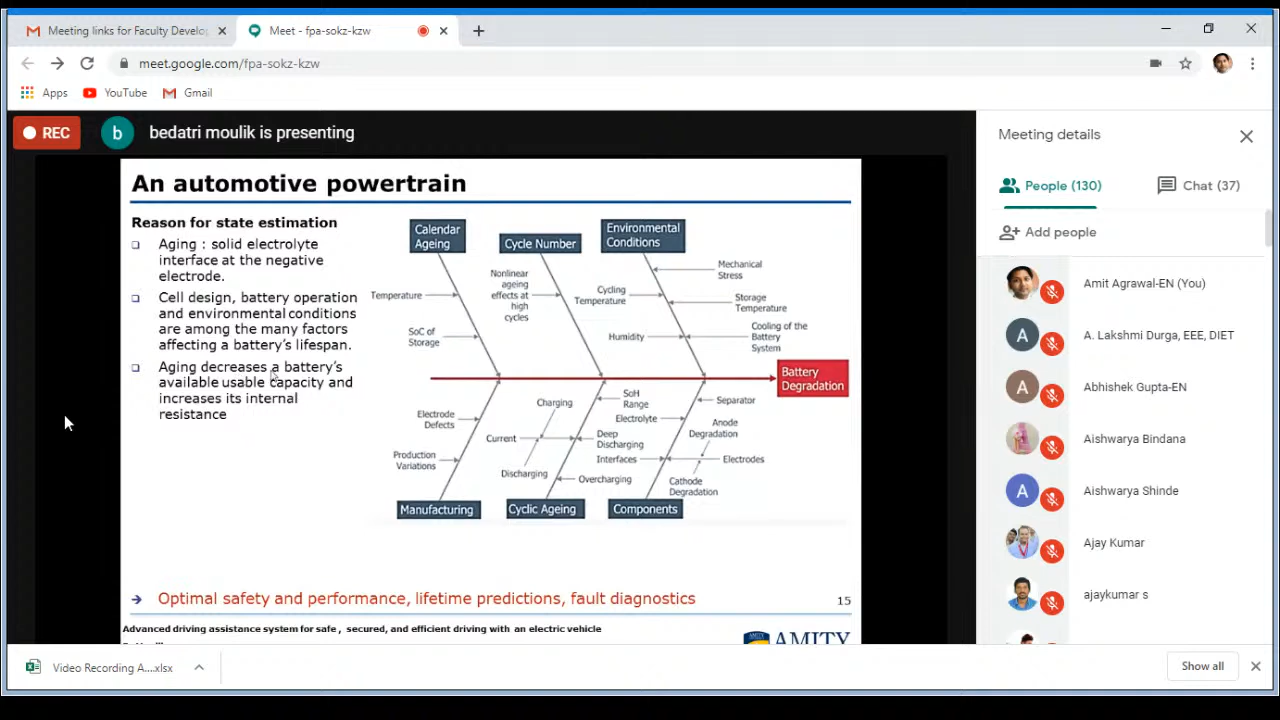 Meeting links for Faculty Develop
Meet - fpa-sokz-kzw
meet.google.com/fpa-sokz-kzw
Apps
YouTube
Gmail
REC
b
bedatri moulik is presenting
An automotive powertrain
Reason for state estimation
Aging : solid electrolyte
interface at the negative
electrode.
Cell design, battery operation
and environmental conditions
are among the many factors
affecting a battery's lifespan.
Aging decreases a battery's
available usable capacity and
increases its internal
resistance
Calendar
Ageing
Cycle Number
Environmental
Conditions
Temperature
SoC of
Storage
Nonlinear
ageing
effects at
high
cycles
Cycling
Temperature
Humidity
Mechanical
Stress
Storage
Temperature
Cooling of the
Battery
System
Battery
Degradation
Electrode
Defects
Production
Variations
Charging
Current
Discharging
SoH
Range
Deep
Discharging
Overcharging
Electrolyte
Interfaces
Separator
Anode
Degradation
Electrodes
Cathode
Degradation
Manufacturing
Cyclic Ageing
Components
Optimal safety and performance, lifetime predictions, fault diagnostics
15
Advanced driving assistance system for safe , secured, and efficient driving with an electric vehicle
AMITY
Meeting details
People (130)
Chat (37)
Add people
Amit Agrawal-EN (You)
A
A. Lakshmi Durga, EEE, DIET
A
Abhishek Gupta-EN
Aishwarya Bindana
A
Aishwarya Shinde
Ajay Kumar
ajaykumar s
Video Recording A....xlsx
Show all